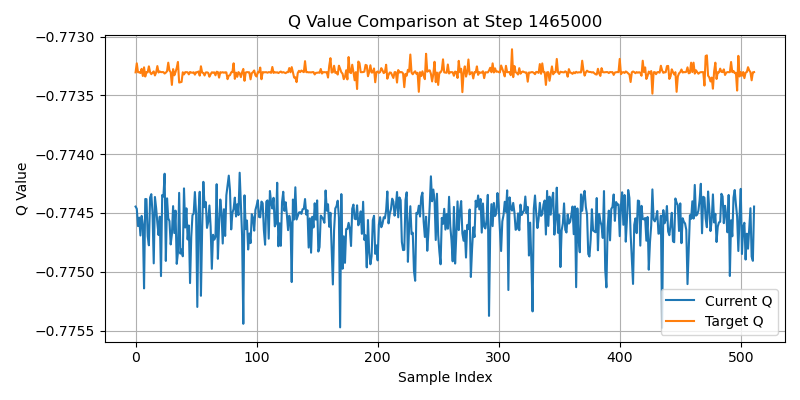 Q Value Comparison at Step 1465000
Q Value
−0.7730
−0.7735
−0.7740
−0.7745
−0.7750
−0.7755
0
100
200
300
400
500
Sample Index
Current Q
Target Q